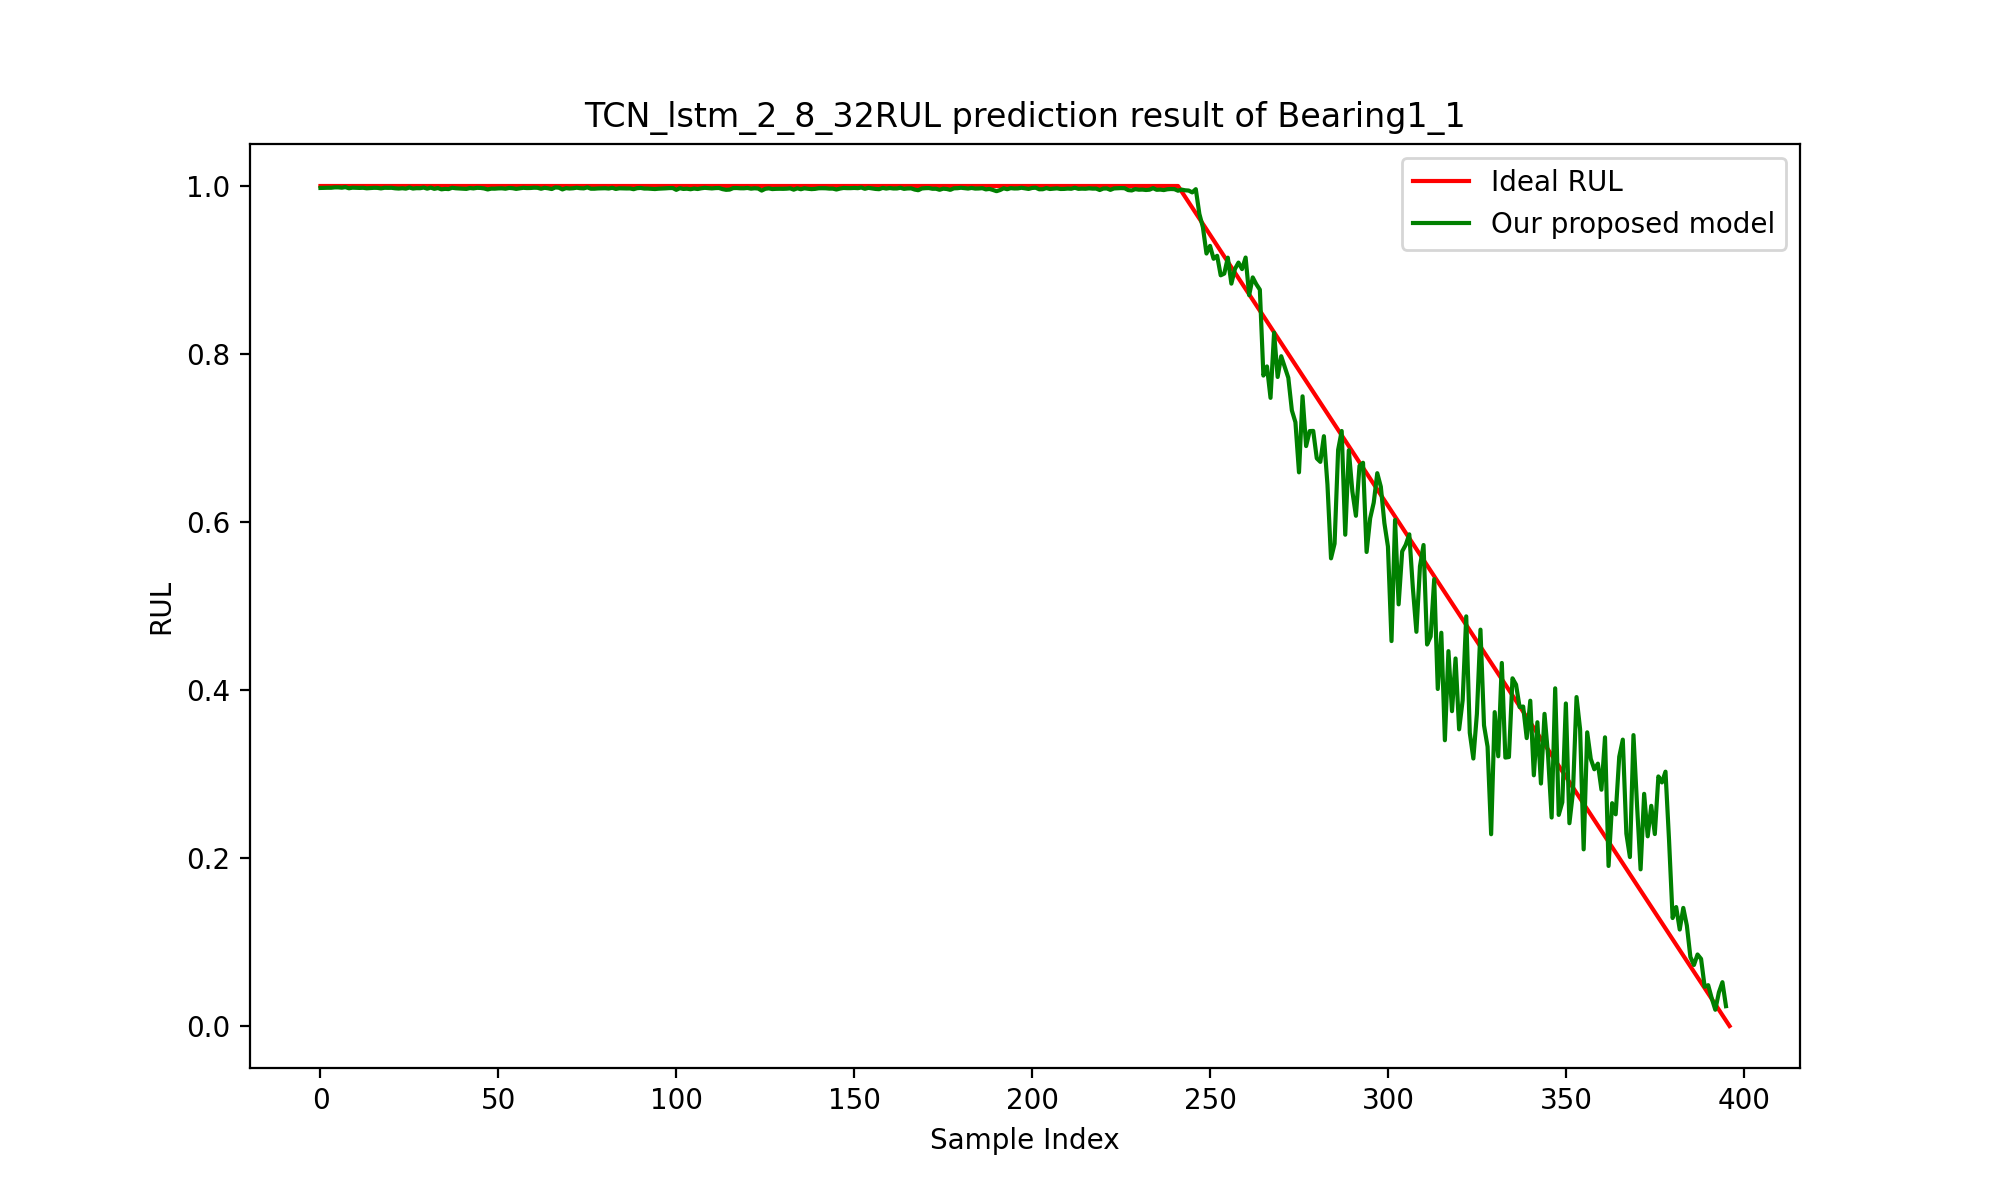 TCN_lstm_2_8_32RUL prediction result of Bearing1_1
Ideal RUL
Our proposed model
1.0
0.8
0.6
0.4
0.2
0.0
RUL
0 50 100 150 200 250 300 350 400
Sample Index